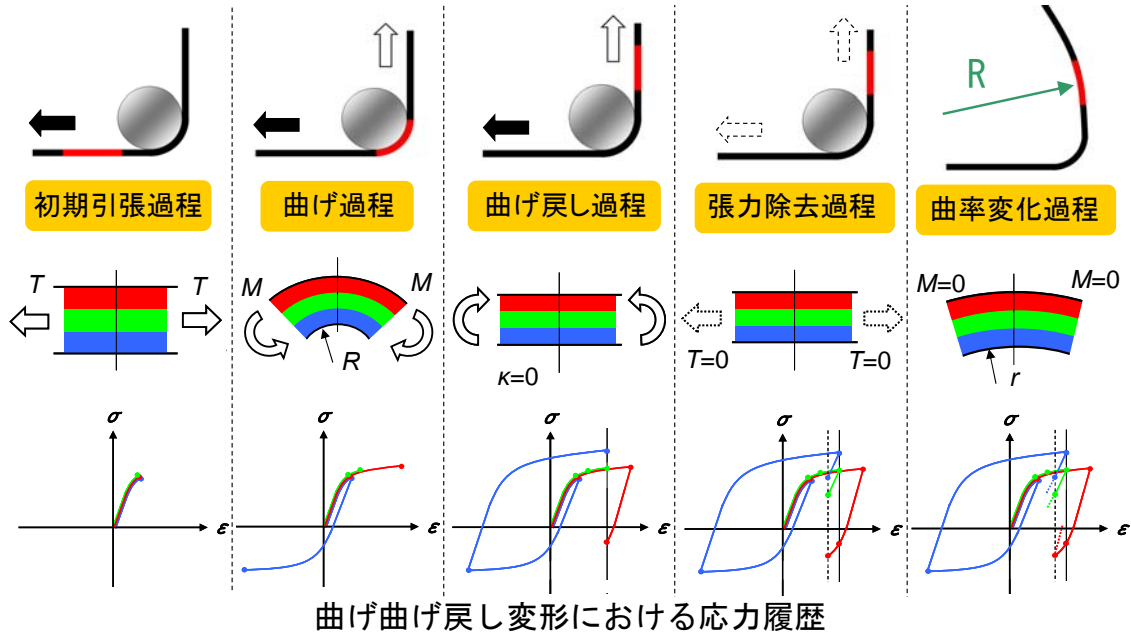 R
初期引張過程
曲げ過程
曲げ戻し過程
張力除去過程
曲率変化過程
T T
M M
R
κ=0
T=0 T=0
M=0 M=0
r
σ σ σ σ σ
ε ε ε ε ε
曲げ曲げ戻し変形における応力履歴